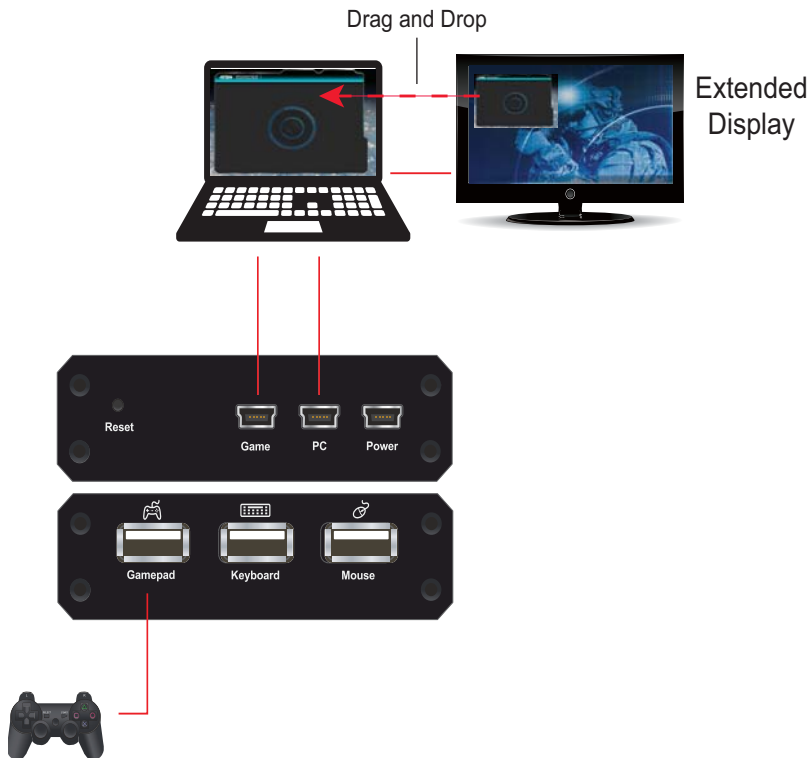 Drag and Drop
Extended
Display
Reset
Game
PC
Power
Gamepad
Keyboard
Mouse